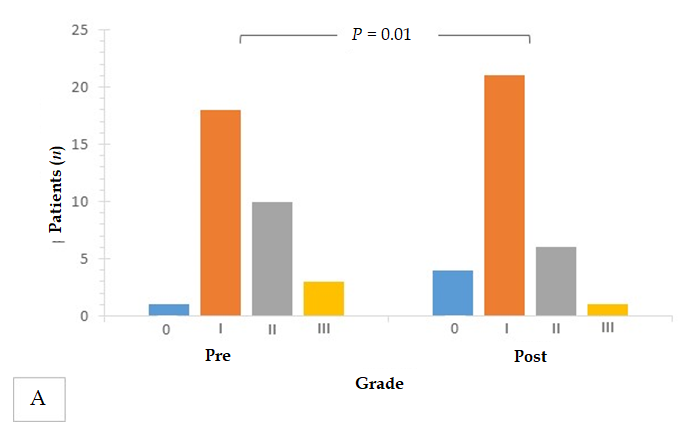 25
P = 0.01
20
15
10
5
0
| Patients (n)
0 I II III 0 I II III
Pre Post
Grade
A